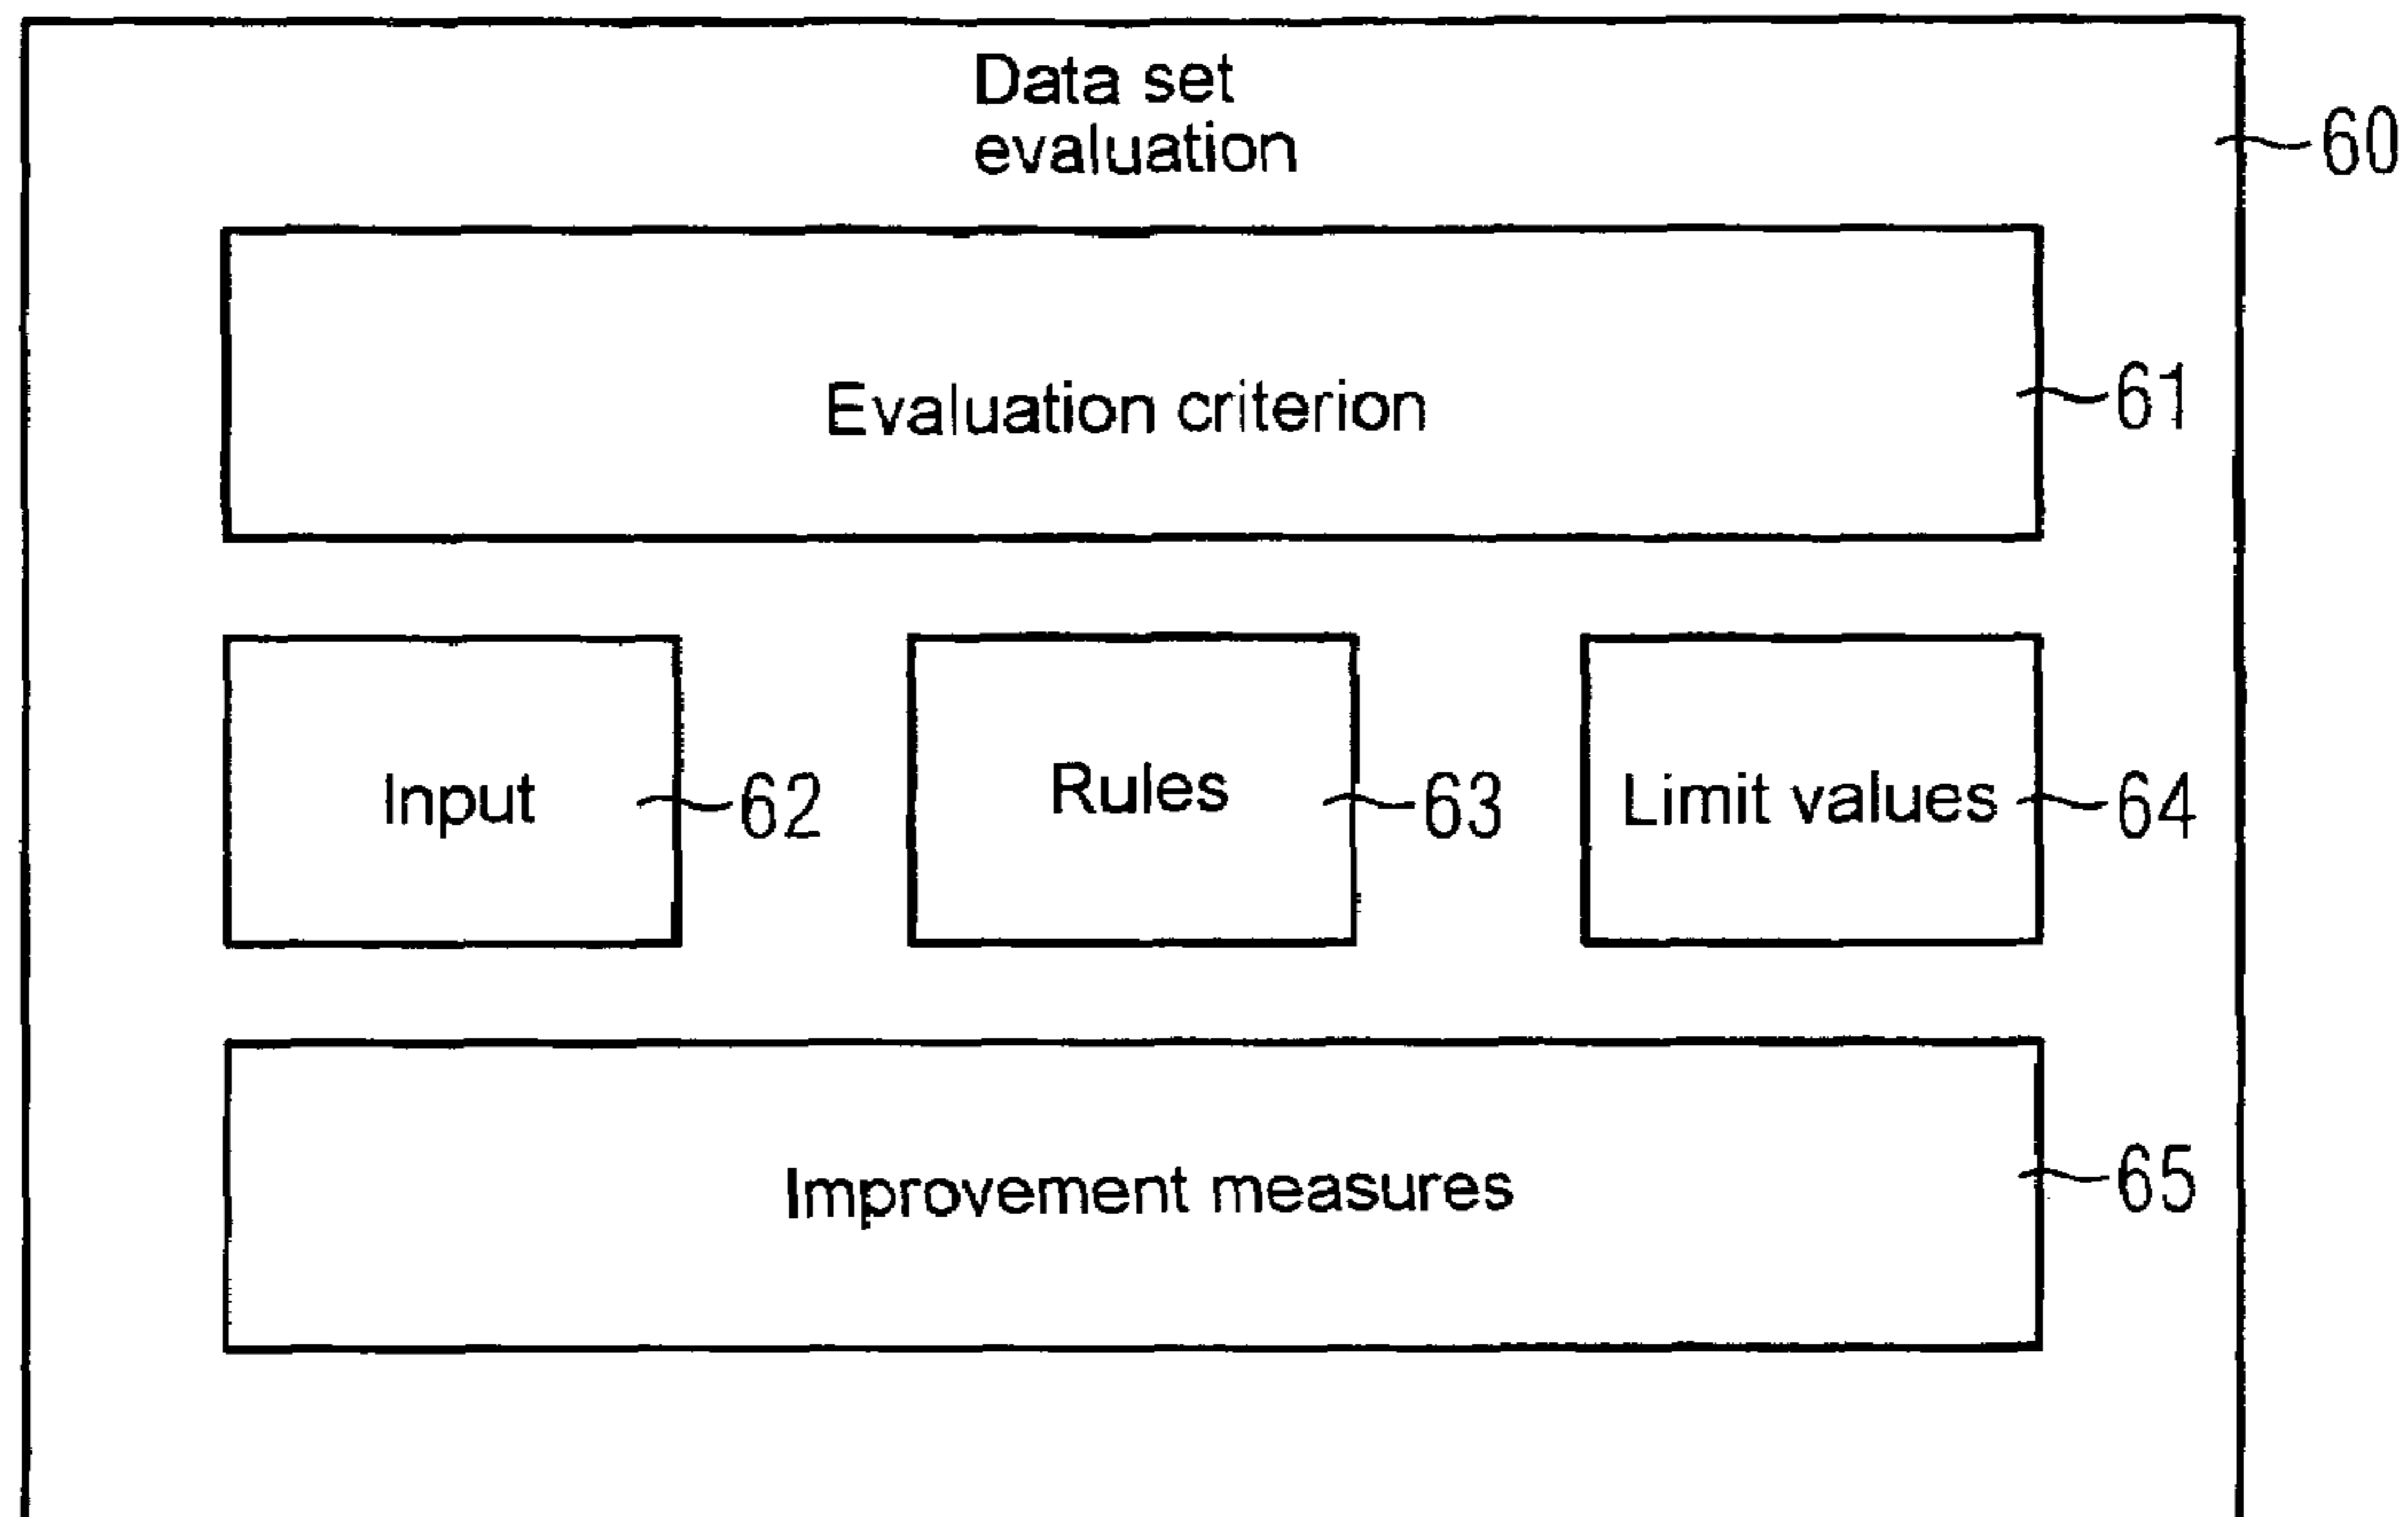 Data set
evaluation
60
Evaluation criterion
61
Input
62
Rules
63
Limit values
64
Improvement measures
65